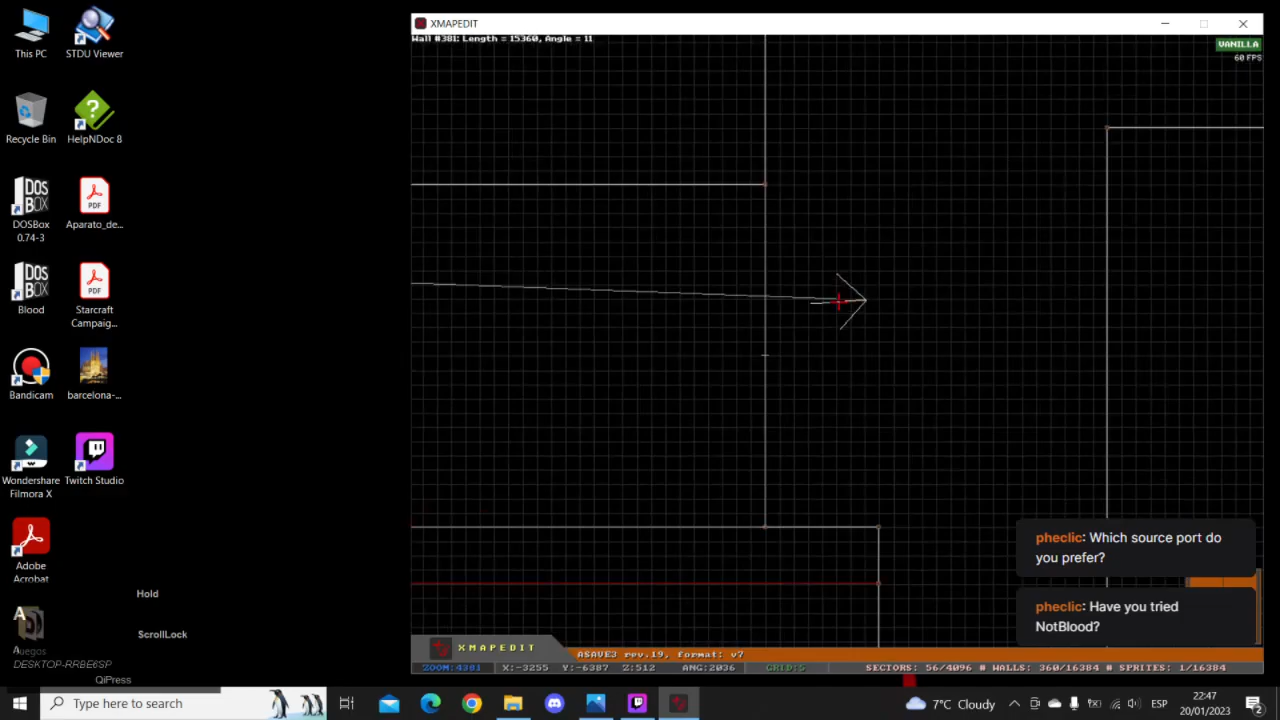 This PC
STDU Viewer
Recycle Bin
HelpNDoc 8
DOSBox
0.74-3
Aparato_de...
Blood
Starcraft
Campaig...
Bandicam
barcelona-...
Wondershare
Filmora X
Twitch Studio
Adobe
Acrobat
Hold
ScrollLock
DESKTOP-RRBE6SP
QiPress
XMAPEDIT
Wall #381: Length = 15360, Angle = 11
VANILLA
60 FPS
pheclic: Which source port do
you prefer?
pheclic: Have you tried
NotBlood?
XMAPEDIT
ASAVE3 rev.19, format: v7
ZOOM:4381 X:-3255 Y:-6387 Z:512 ANG:2036 GRID:5 SECTORS: 56/4096 # WALLS: 360/16384 # SPRITES: 1/16384
Type here to search
7°C Cloudy
ESP
22:47
20/01/2023
2